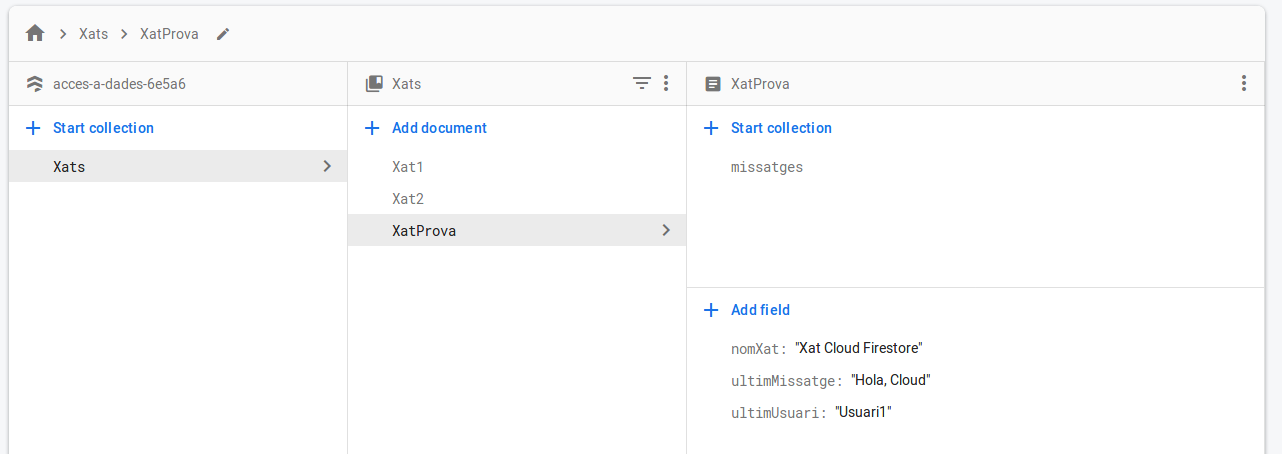 Xats XatProva
acces-a-dades-6e5a6
Start collection
Xats
Xats
Add document
Xat1
Xat2
XatProva
XatProva
Start collection
missatges
Add field
nomXat: "Xat Cloud Firestore"
ultimMissatge: "Hola, Cloud"
ultimUsuari: "Usuari1"